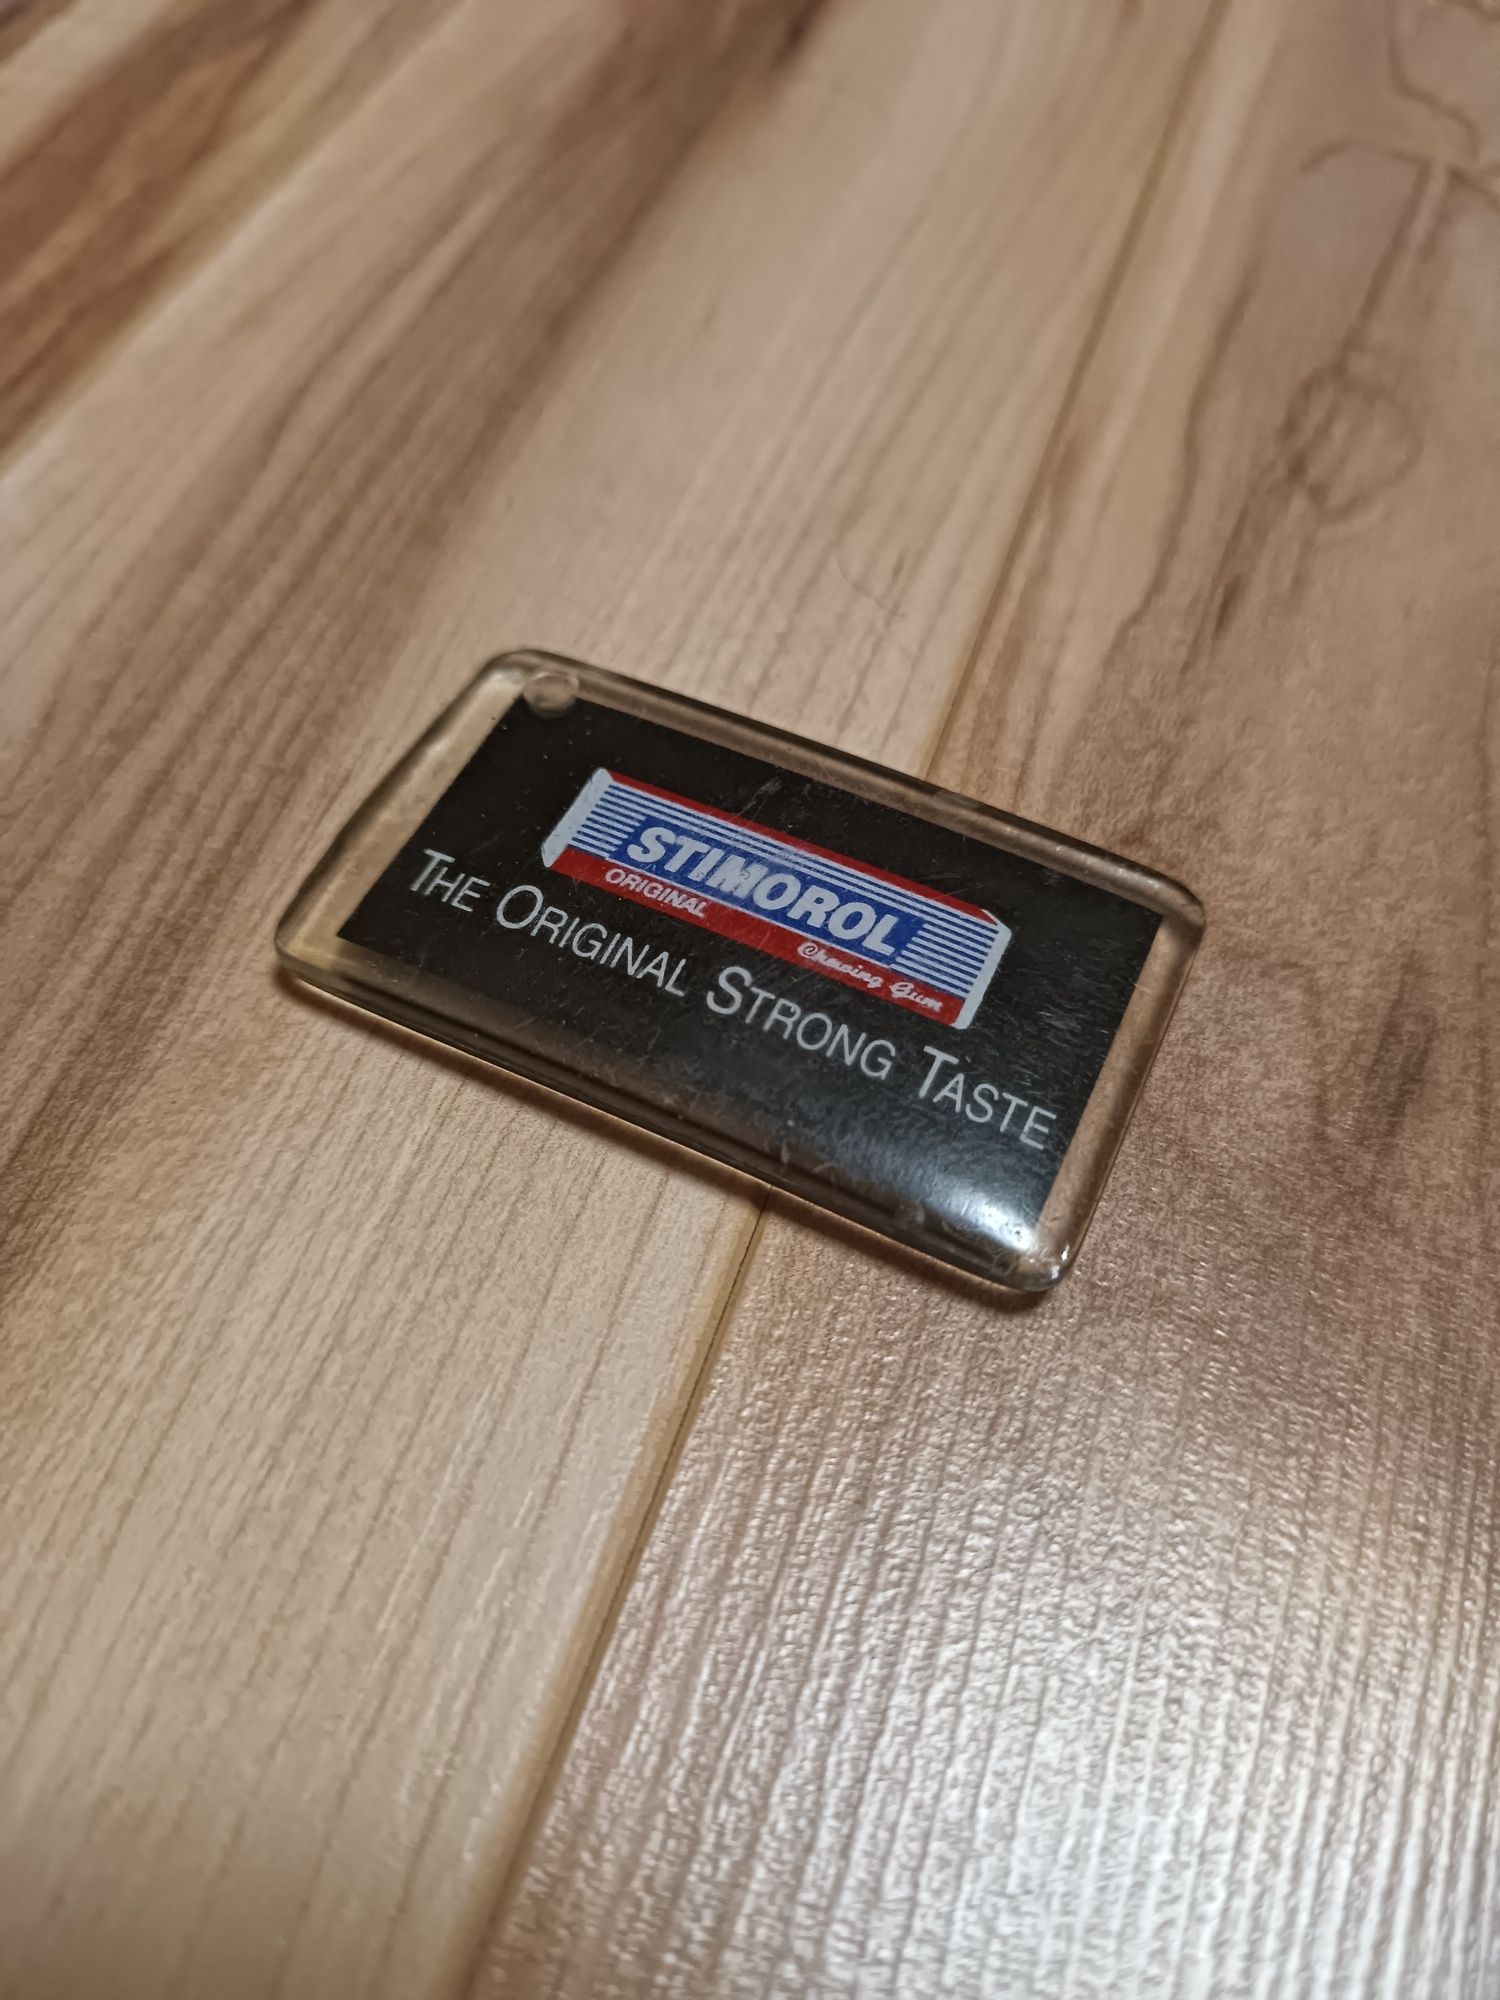 STIMOROL
ORIGINAL
Chewing Gum
THE ORIGINAL STRONG TASTE